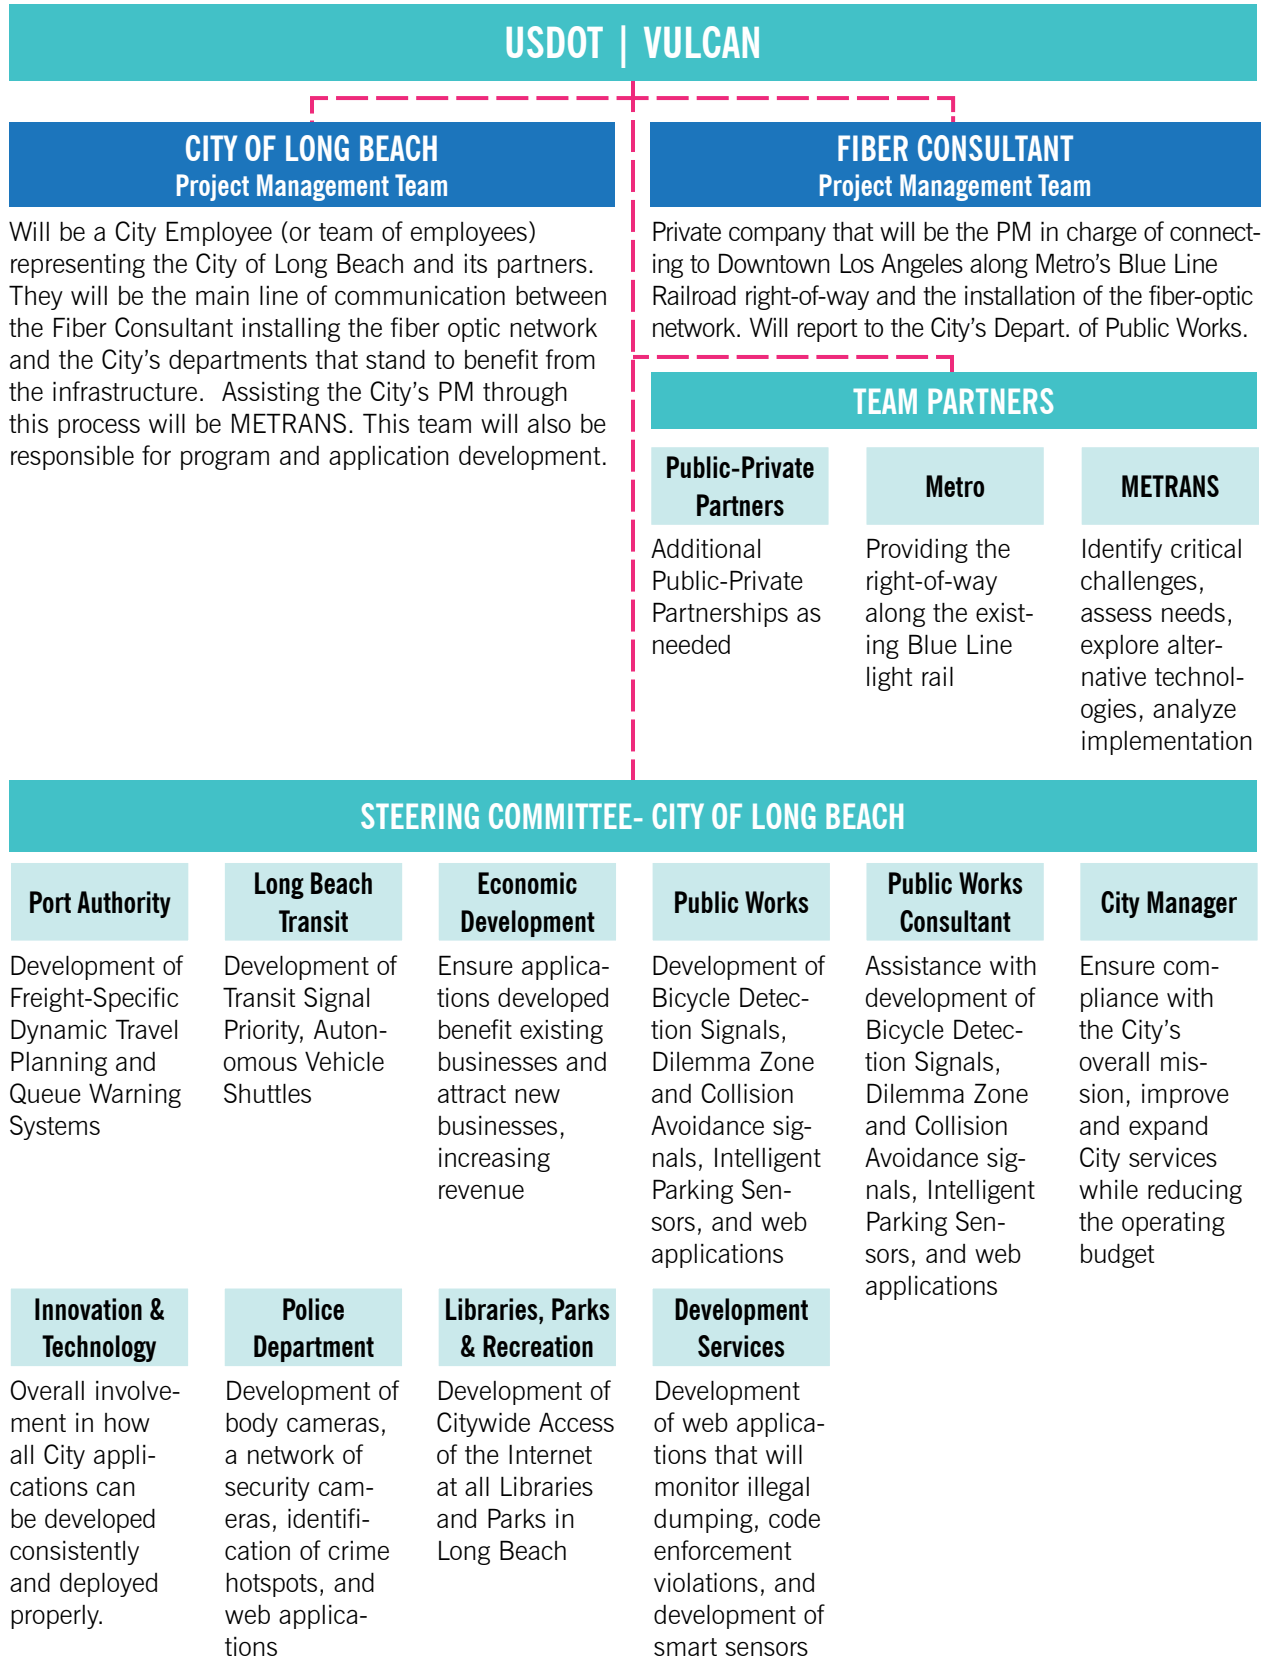 USDOT | VULCAN
CITY OF LONG BEACH
Project Management Team
Will be a City Employee (or team of employees)
representing the City of Long Beach and its partners.
They will be the main line of communication between
the Fiber Consultant installing the fiber optic network
and the City's departments that stand to benefit from
the infrastructure.  Assisting the City's PM through
this process will be METRANS. This team will also be
responsible for program and application development.
FIBER CONSULTANT
Project Management Team
Private company that will be the PM in charge of connect-
ing to Downtown Los Angeles along Metro's Blue Line
Railroad right-of-way and the installation of the fiber-optic
network. Will report to the City's Depart. of Public Works.
TEAM PARTNERS
Public-Private
Partners
Additional
Public-Private
Partnerships as
needed
Metro
Providing the
right-of-way
along the exist-
ing Blue Line
light rail
METRANS
Identify critical
challenges,
assess needs,
explore alter-
native technol-
ogies, analyze
implementation
STEERING COMMITTEE- CITY OF LONG BEACH
Port Authority
Development of
Freight-Specific
Dynamic Travel
Planning and
Queue Warning
Systems
Long Beach
Transit
Development of
Transit Signal
Priority, Auton-
omous Vehicle
Shuttles
Economic
Development
Ensure applica-
tions developed
benefit existing
businesses and
attract new
businesses,
increasing
revenue
Public Works
Development of
Bicycle Detec-
tion Signals,
Dilemma Zone
and Collision
Avoidance sig-
nals, Intelligent
Parking Sen-
sors, and web
applications
Public Works
Consultant
Assistance with
development of
Bicycle Detec-
tion Signals,
Dilemma Zone
and Collision
Avoidance sig-
nals, Intelligent
Parking Sen-
sors, and web
applications
City Manager
Ensure com-
pliance with
the City's
overall mis-
sion, improve
and expand
City services
while reducing
the operating
budget
Innovation &
Technology
Overall involve-
ment in how
all City appli-
cations can
be developed
consistently
and deployed
properly.
Police
Department
Development of
body cameras,
a network of
security cam-
eras, identifi-
cation of crime
hotspots, and
web applica-
tions
Libraries, Parks
& Recreation
Development of
Citywide Access
of the Internet
at all Libraries
and Parks in
Long Beach
Development
Services
Development
of web applica-
tions that will
monitor illegal
dumping, code
enforcement
violations, and
development of
smart sensors